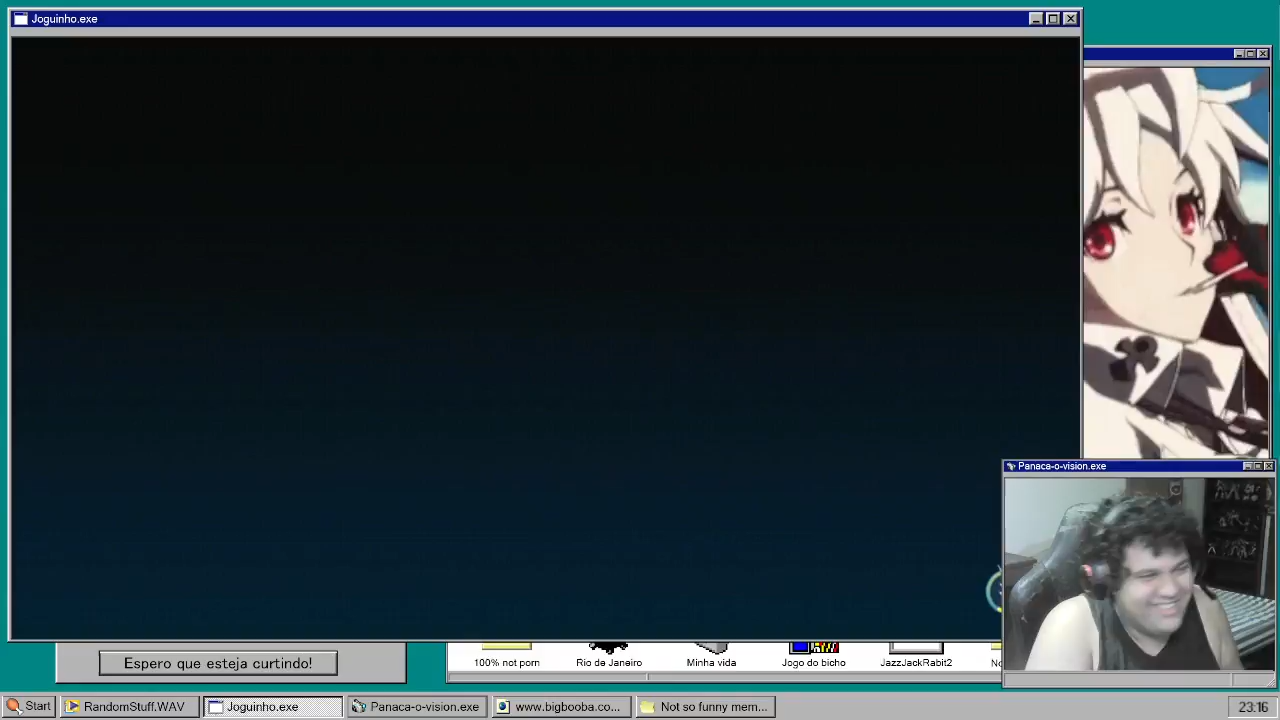 Joguinho.exe
Panaca-o-vision.exe
Espero que esteja curtindo!
100% not porn
Rio de Janeiro
Minha vida
Jogo do bicho
JazzJackRabbit2
Start
RandomStuff.WAV
Joguinho.exe
Panaca-o-vision.exe
www.bigbooba.co...
Not so funny mem...
23:16